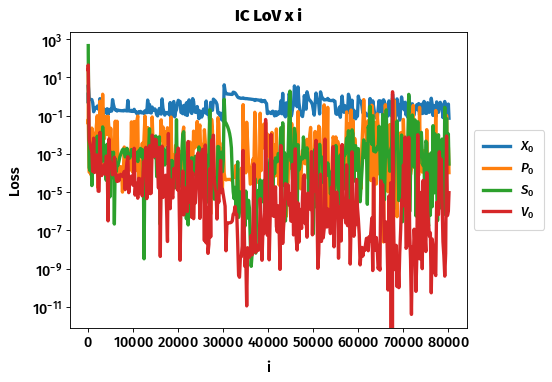 IC LoV x i
10³
10¹
10⁻¹
10⁻³
10⁻⁵
10⁻⁷
10⁻⁹
10⁻¹¹
Loss
0 10000 20000 30000 40000 50000 60000 70000 80000
i
X₀
P₀
S₀
V₀